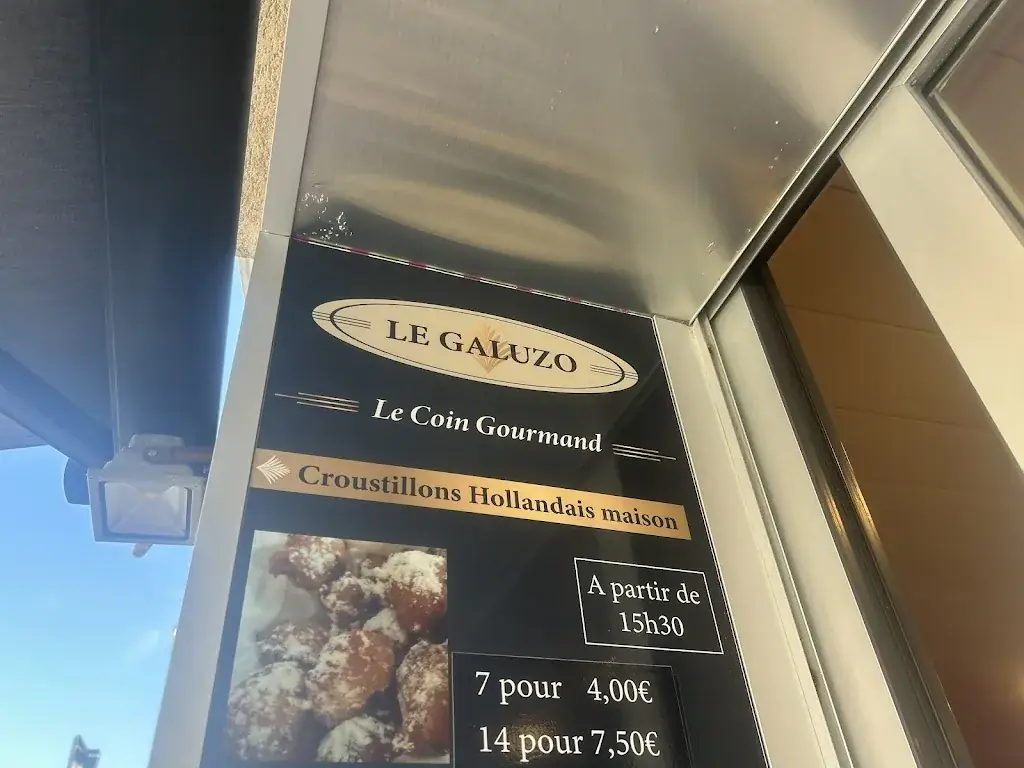 LE GALUZO
Le Coin Gourmand
Croustillons Hollandais maison
A partir de
15h30
7 pour 4,00€
14 pour 7,50€